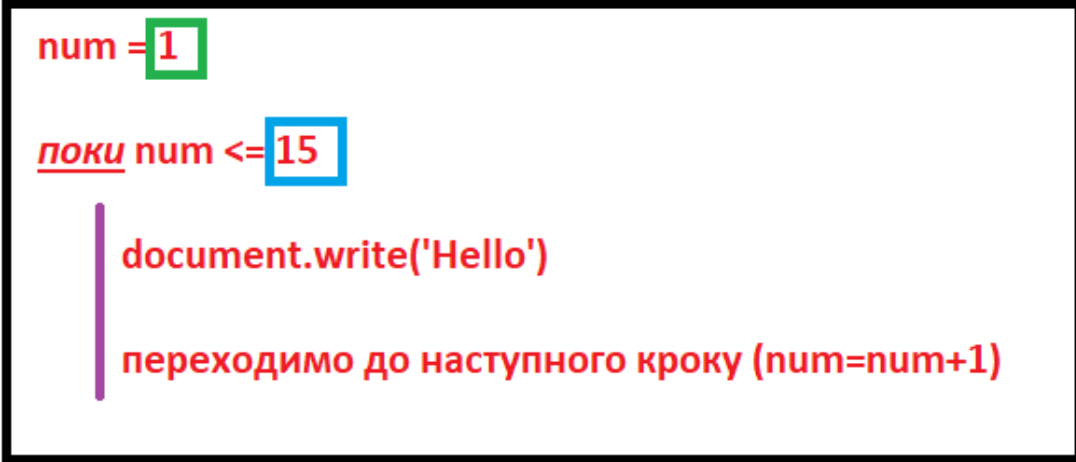 num = 1
поки num <= 15
document.write('Hello')
переходимо до наступного кроку (num=num+1)